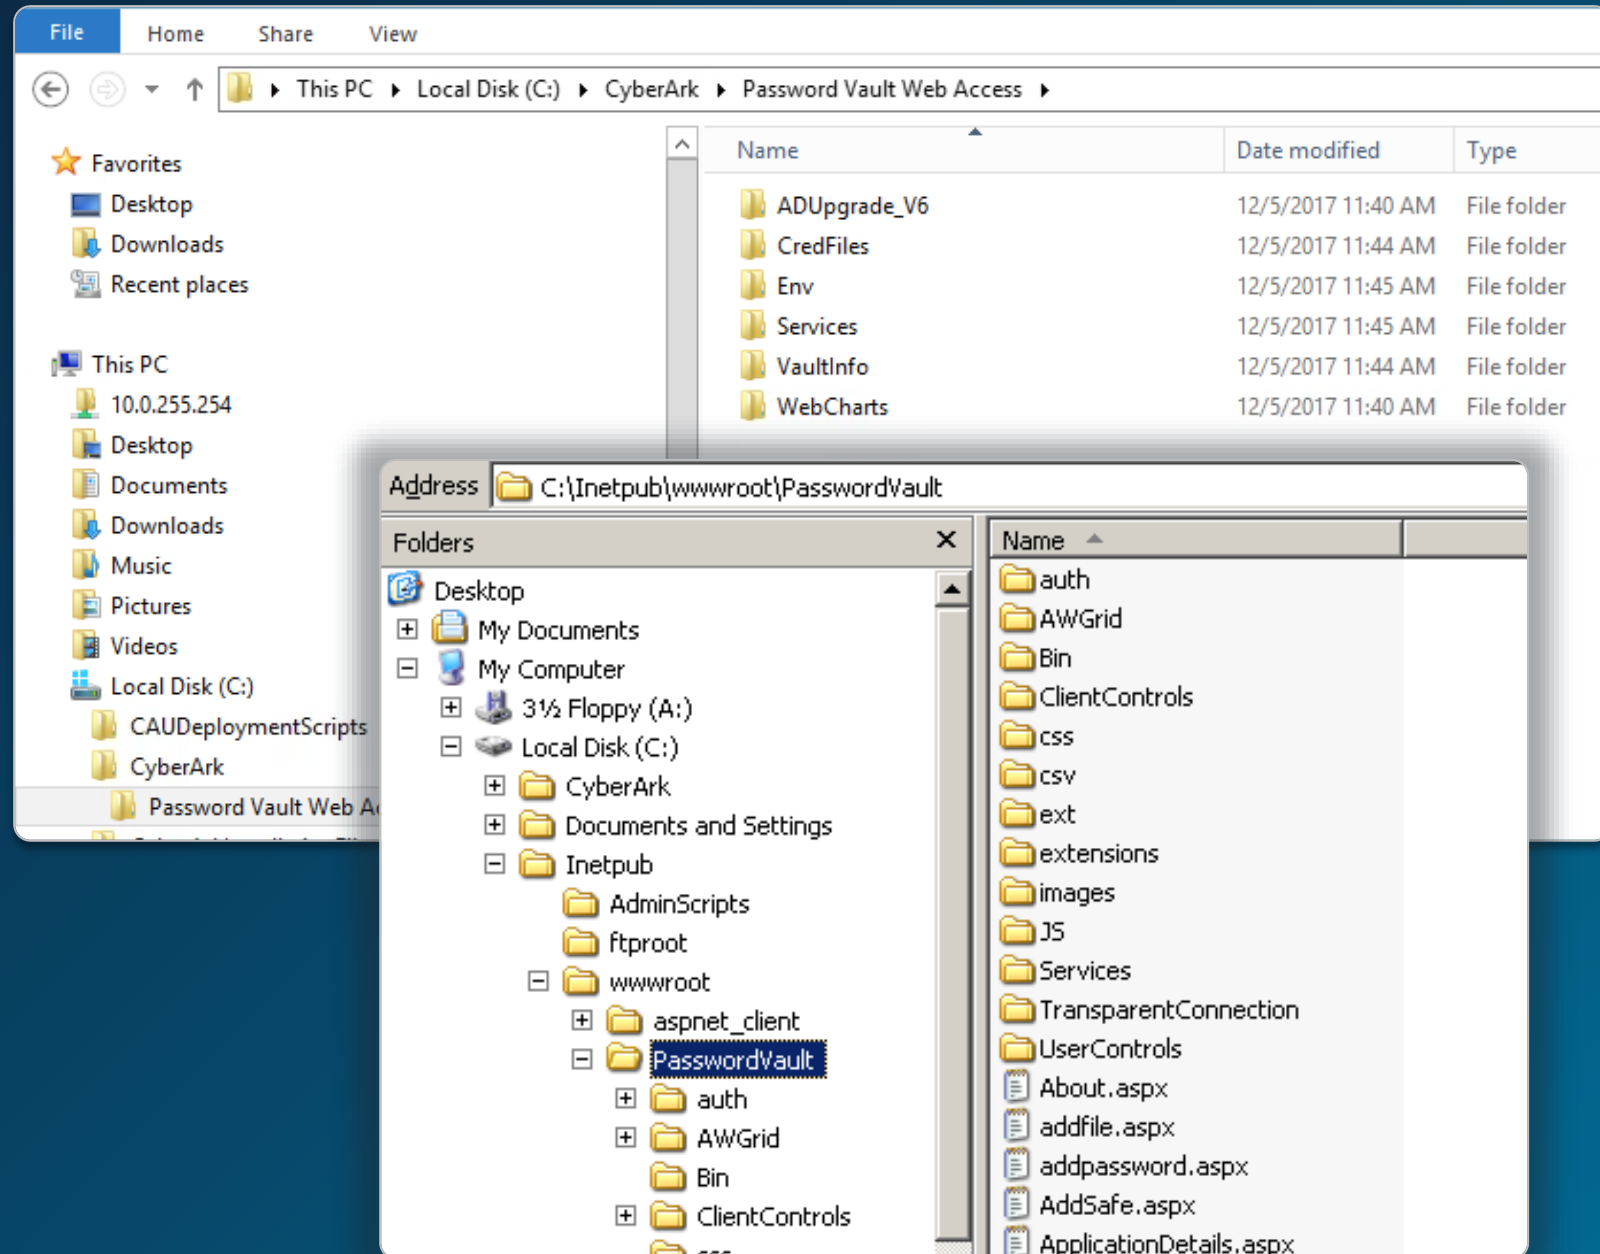 File Home Share View
This PC Local Disk (C:) CyberArk Password Vault Web Access
Favorites
Desktop
Downloads
Recent places
This PC
10.0.255.254
Desktop
Documents
Downloads
Music
Pictures
Videos
Local Disk (C:)
CAUDeploymentScripts
CyberArk
Password Vault Web Ac
Name Date modified Type
ADUpgrade_V6 12/5/2017 11:40 AM File folder
CredFiles 12/5/2017 11:44 AM File folder
Env 12/5/2017 11:45 AM File folder
Services 12/5/2017 11:45 AM File folder
VaultInfo 12/5/2017 11:44 AM File folder
WebCharts 12/5/2017 11:40 AM File folder
Address C:\Inetpub\wwwroot\PasswordVault
Folders
Desktop
My Documents
My Computer
3½ Floppy (A:)
Local Disk (C:)
CyberArk
Documents and Settings
Inetpub
AdminScripts
ftproot
wwwroot
aspnet_client
PasswordVault
auth
AWGrid
Bin
ClientControls
Name
auth
AWGrid
Bin
ClientControls
css
csv
ext
extensions
images
JS
Services
TransparentConnection
UserControls
About.aspx
addfile.aspx
addpassword.aspx
AddSafe.aspx
ApplicationDetails.aspx